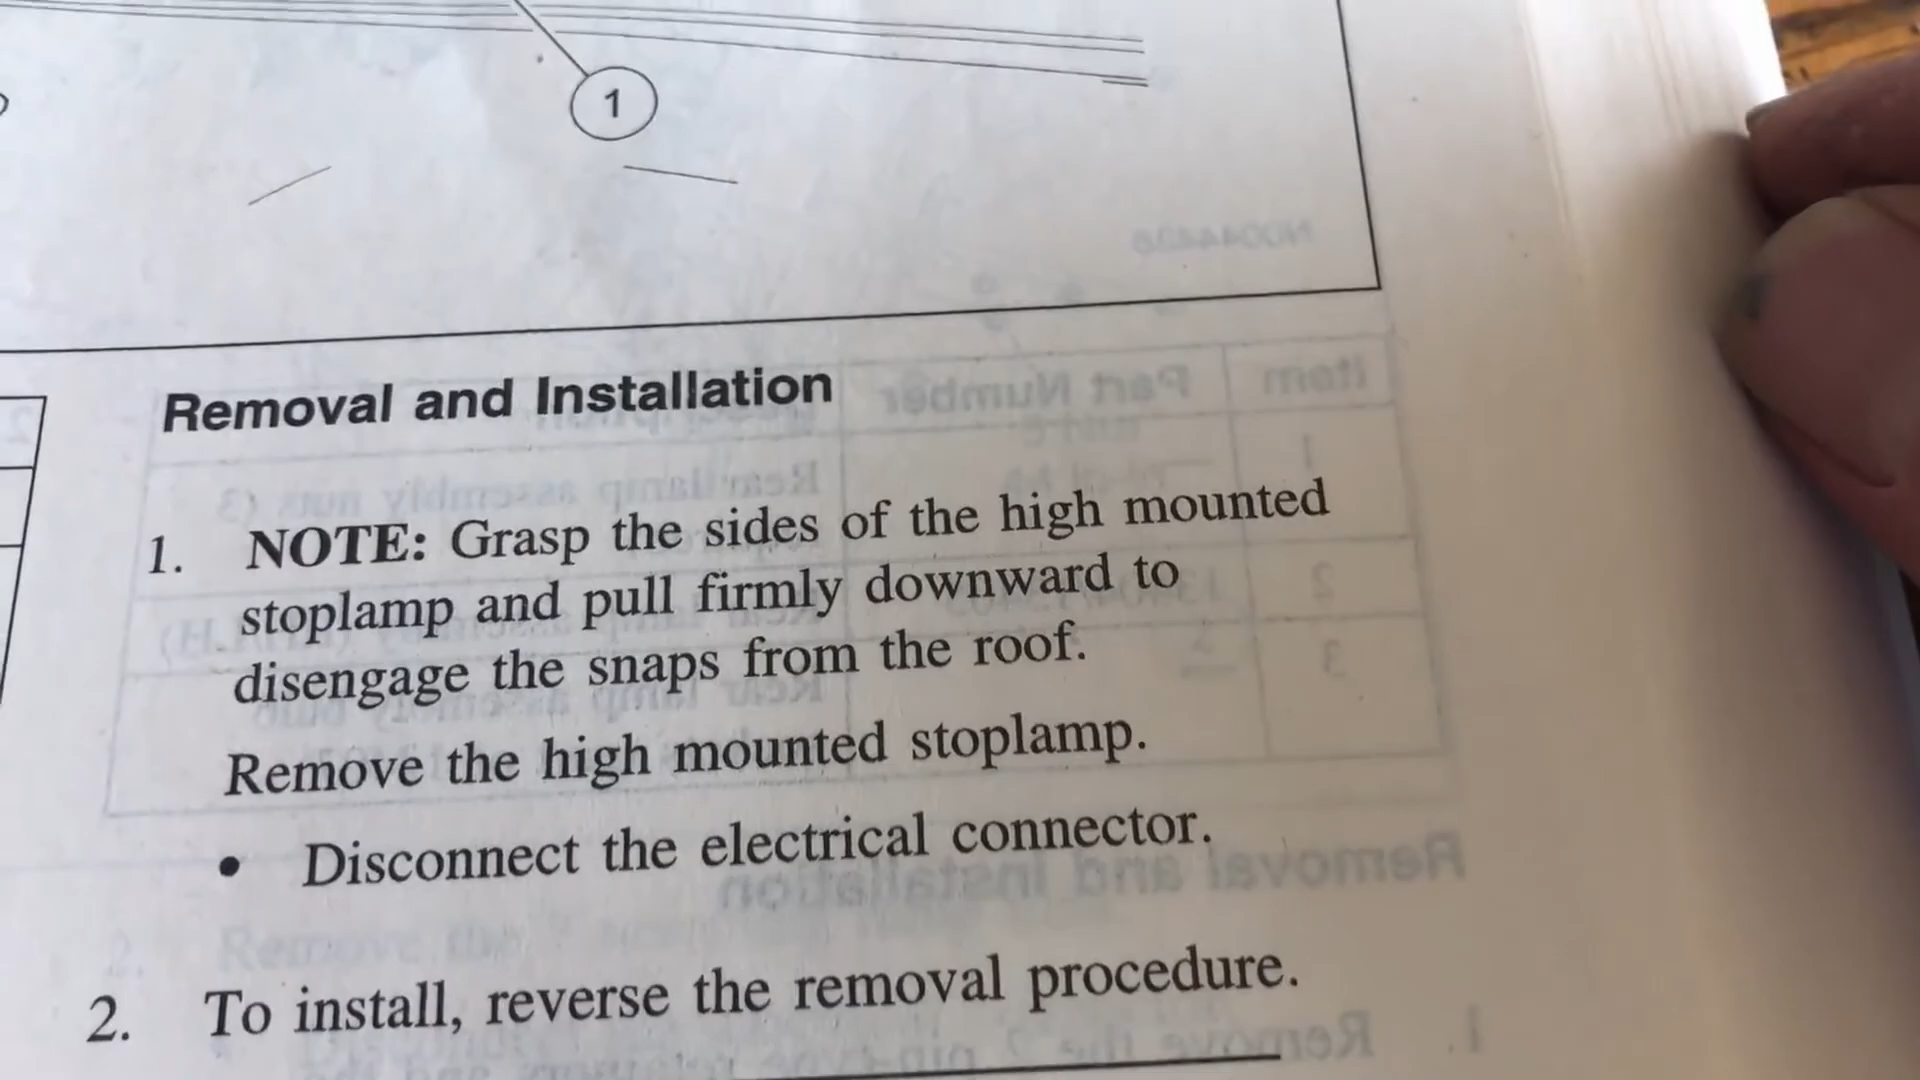 1
Removal and Installation
1. NOTE: Grasp the sides of the high mounted
stoplamp and pull firmly downward to
disengage the snaps from the roof.
Remove the high mounted stoplamp.
• Disconnect the electrical connector.
2. To install, reverse the removal procedure.